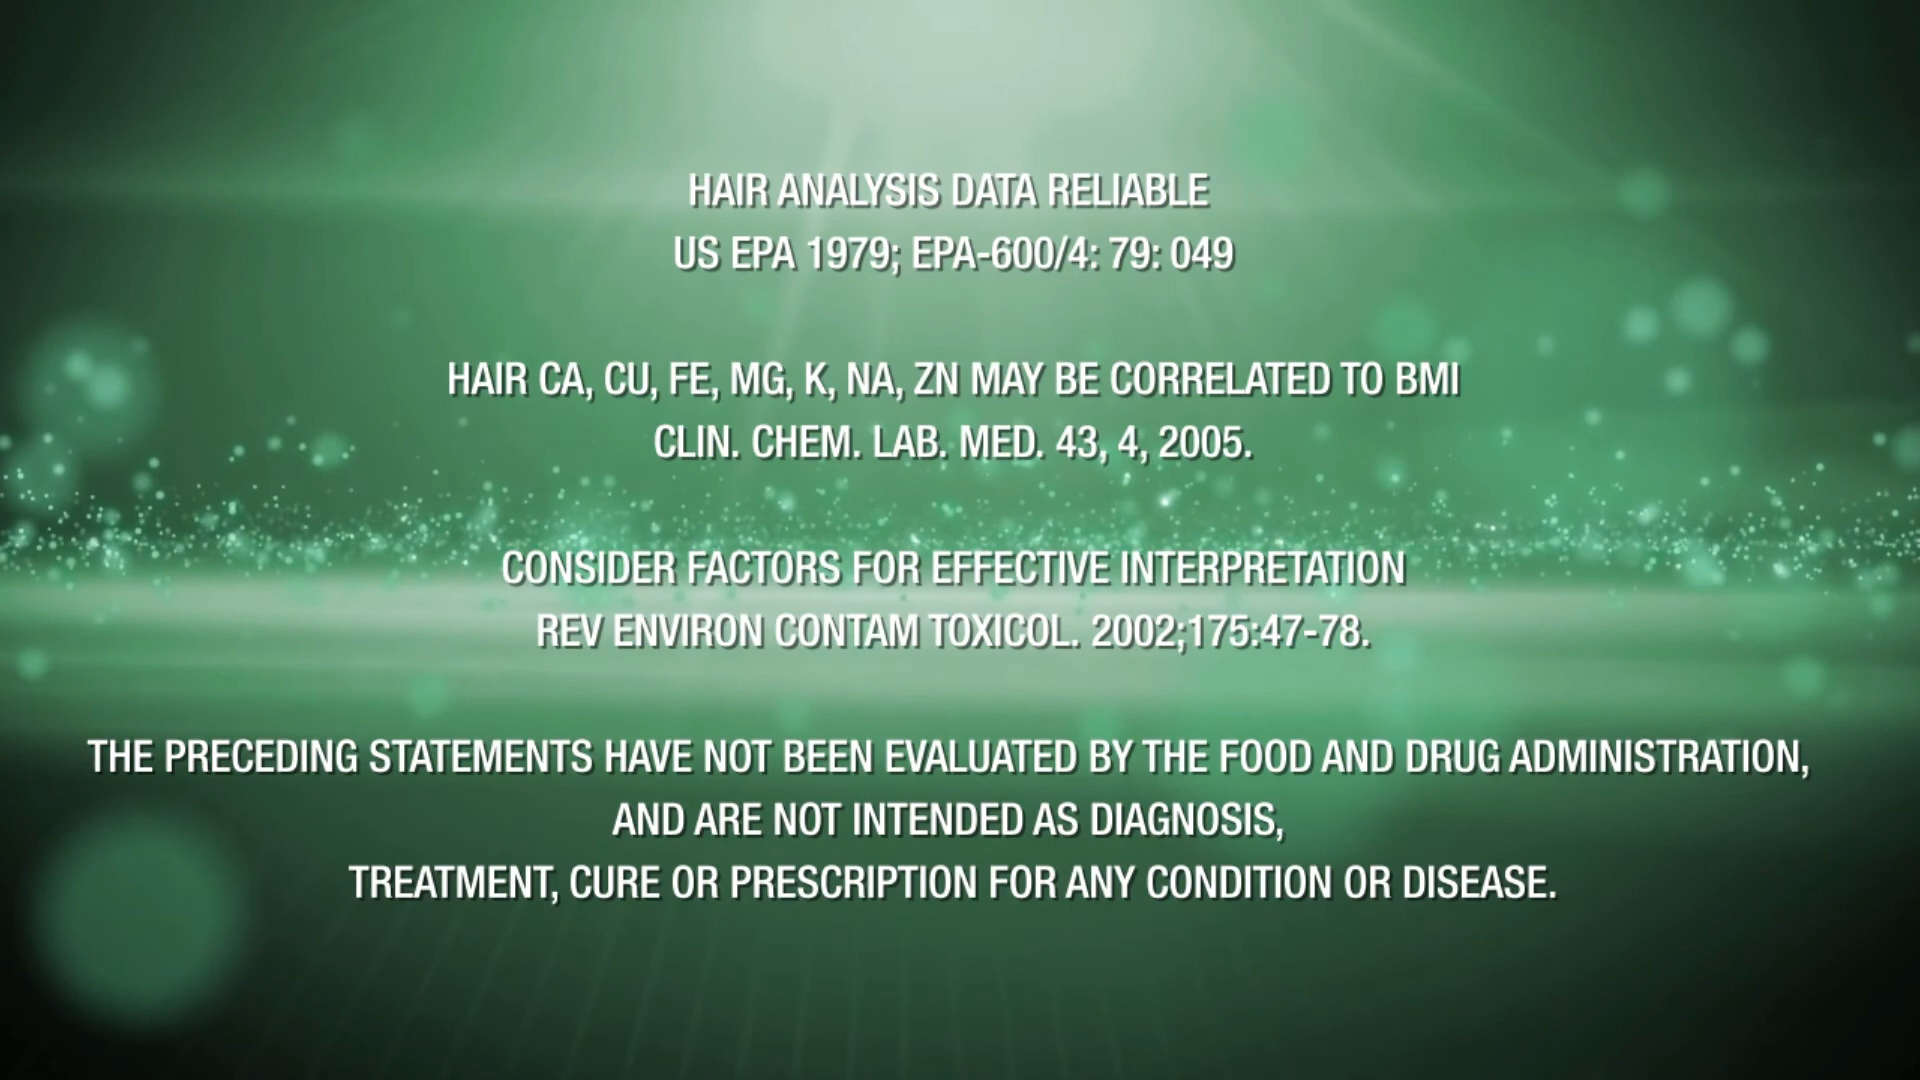 HAIR ANALYSIS DATA RELIABLE
US EPA 1979; EPA-600/4: 79: 049
HAIR CA, CU, FE, MG, K, NA, ZN MAY BE CORRELATED TO BMI
CLIN. CHEM. LAB. MED. 43, 4, 2005.
CONSIDER FACTORS FOR EFFECTIVE INTERPRETATION
REV ENVIRON CONTAM TOXICOL. 2002;175:47-78.
THE PRECEDING STATEMENTS HAVE NOT BEEN EVALUATED BY THE FOOD AND DRUG ADMINISTRATION,
AND ARE NOT INTENDED AS DIAGNOSIS,
TREATMENT, CURE OR PRESCRIPTION FOR ANY CONDITION OR DISEASE.